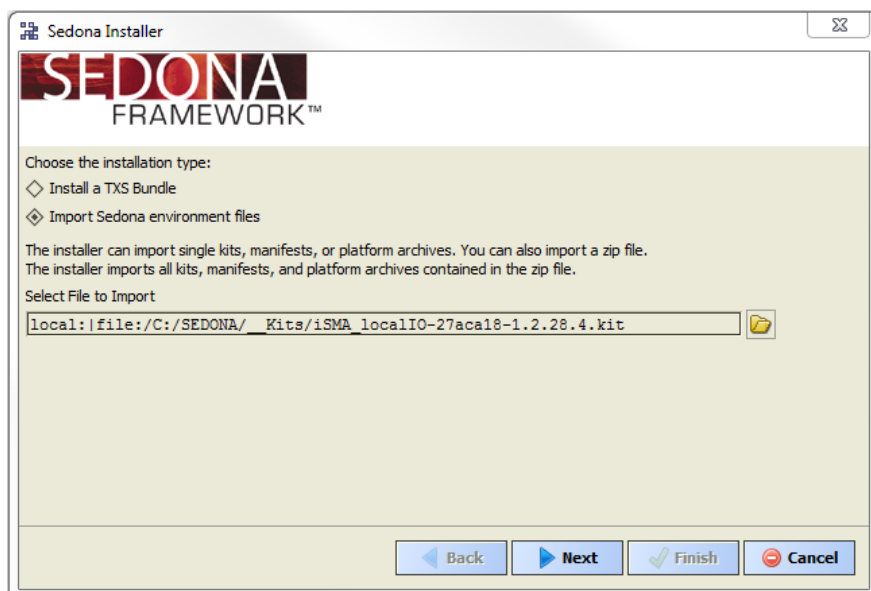 Sedona Installer
SEDONA
FRAMEWORK™
Choose the installation type:
Install a TXS Bundle
Import Sedona environment files
The installer can import single kits, manifests, or platform archives. You can also import a zip file.
The installer imports all kits, manifests, and platform archives contained in the zip file.
Select File to Import
local:|file:/C:/SEDONA/__Kits/iSMA_localIO-27aca18-1.2.28.4.kit
Back Next Finish Cancel